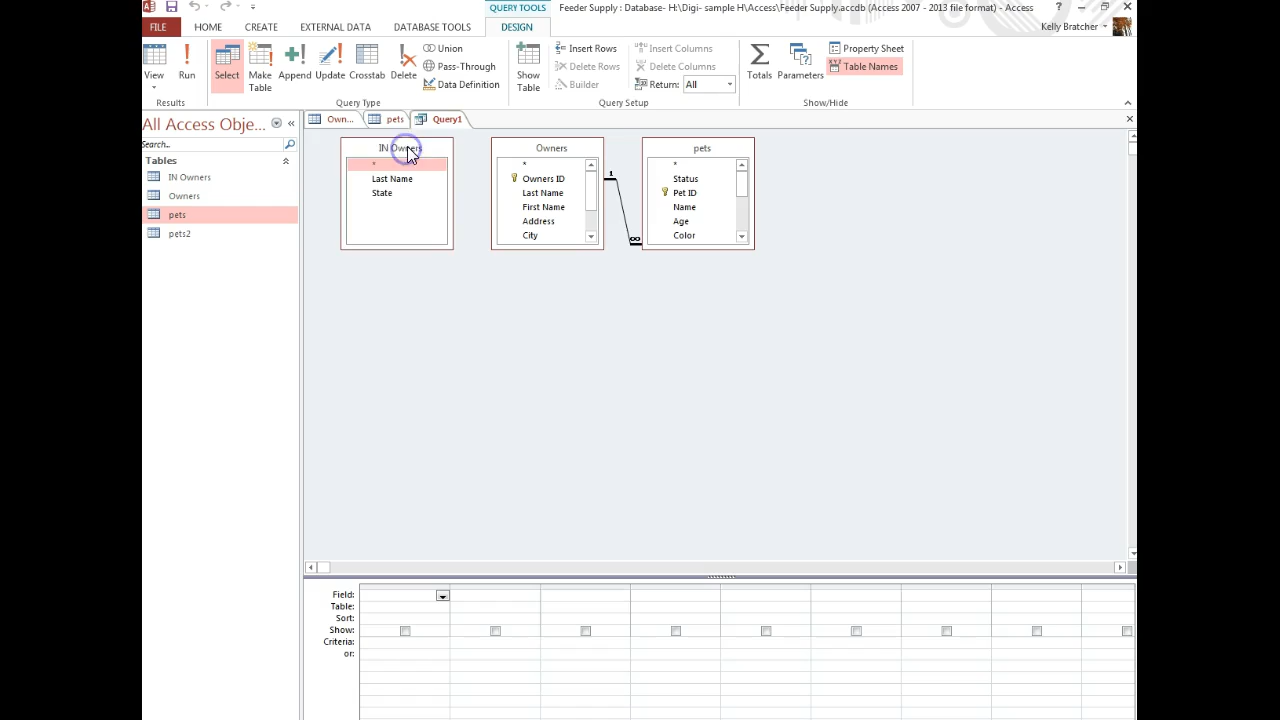 QUERY TOOLS
Feeder Supply : Database- H:\Digi- sample H\Access\Feeder Supply.accdb (Access 2007 - 2013 file format) - Access
FILE HOME CREATE EXTERNAL DATA DATABASE TOOLS DESIGN
Kelly Bratcher
View
Run
Select
Make Table
Append
Update
Crosstab
Delete
Union
Pass-Through
Data Definition
Show Table
Insert Rows
Delete Rows
Builder
Insert Columns
Delete Columns
Return: All
Totals
Parameters
Property Sheet
Table Names
Results
Query Type
Query Setup
Show/Hide
All Access Obje...
Search...
Tables
IN Owners
Owners
pets
pets2
Own...
pets
Query1
IN Owners
*
Last Name
State
Owners
*
Owners ID
Last Name
First Name
Address
City
1
∞
pets
*
Status
Pet ID
Name
Age
Color
Field:
Table:
Sort:
Show:
Criteria:
or: